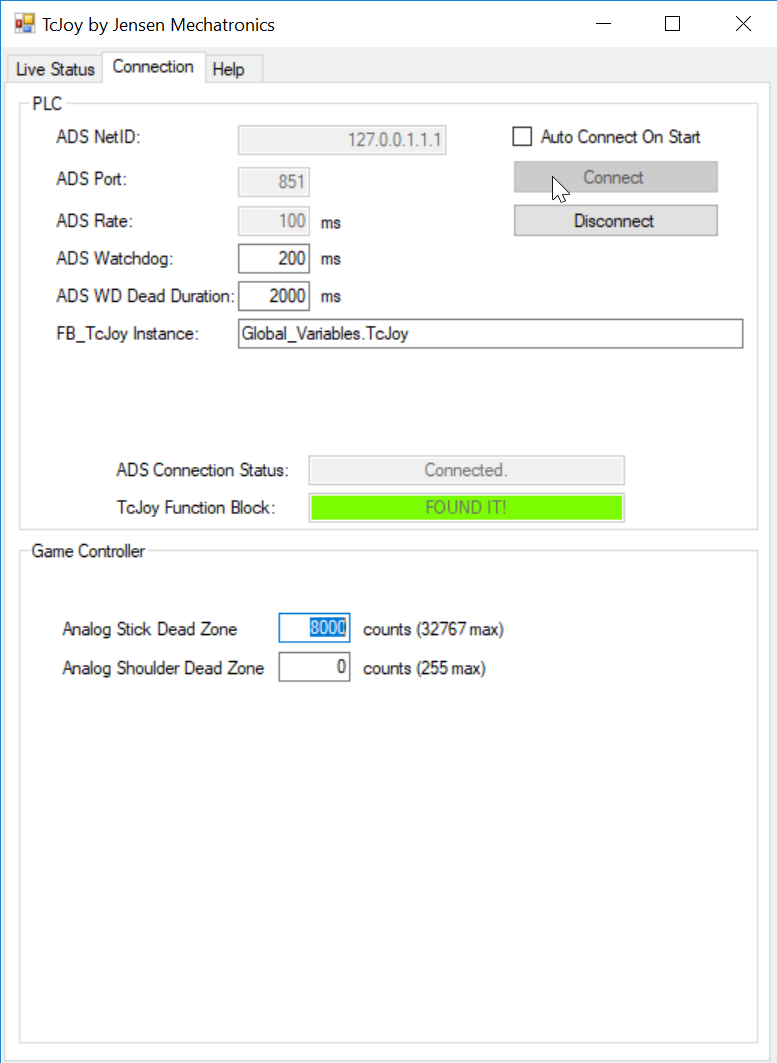 TcJoy by Jensen Mechatronics
Live Status Connection Help
PLC
ADS NetID: 127.0.0.1.1.1 Auto Connect On Start
ADS Port: 851 Connect
ADS Rate: 100 ms Disconnect
ADS Watchdog: 200 ms
ADS WD Dead Duration: 2000 ms
FB_TcJoy Instance: Global_Variables.TcJoy
ADS Connection Status: Connected.
TcJoy Function Block: FOUND IT!
Game Controller
Analog Stick Dead Zone 8000 counts (32767 max)
Analog Shoulder Dead Zone 0 counts (255 max)